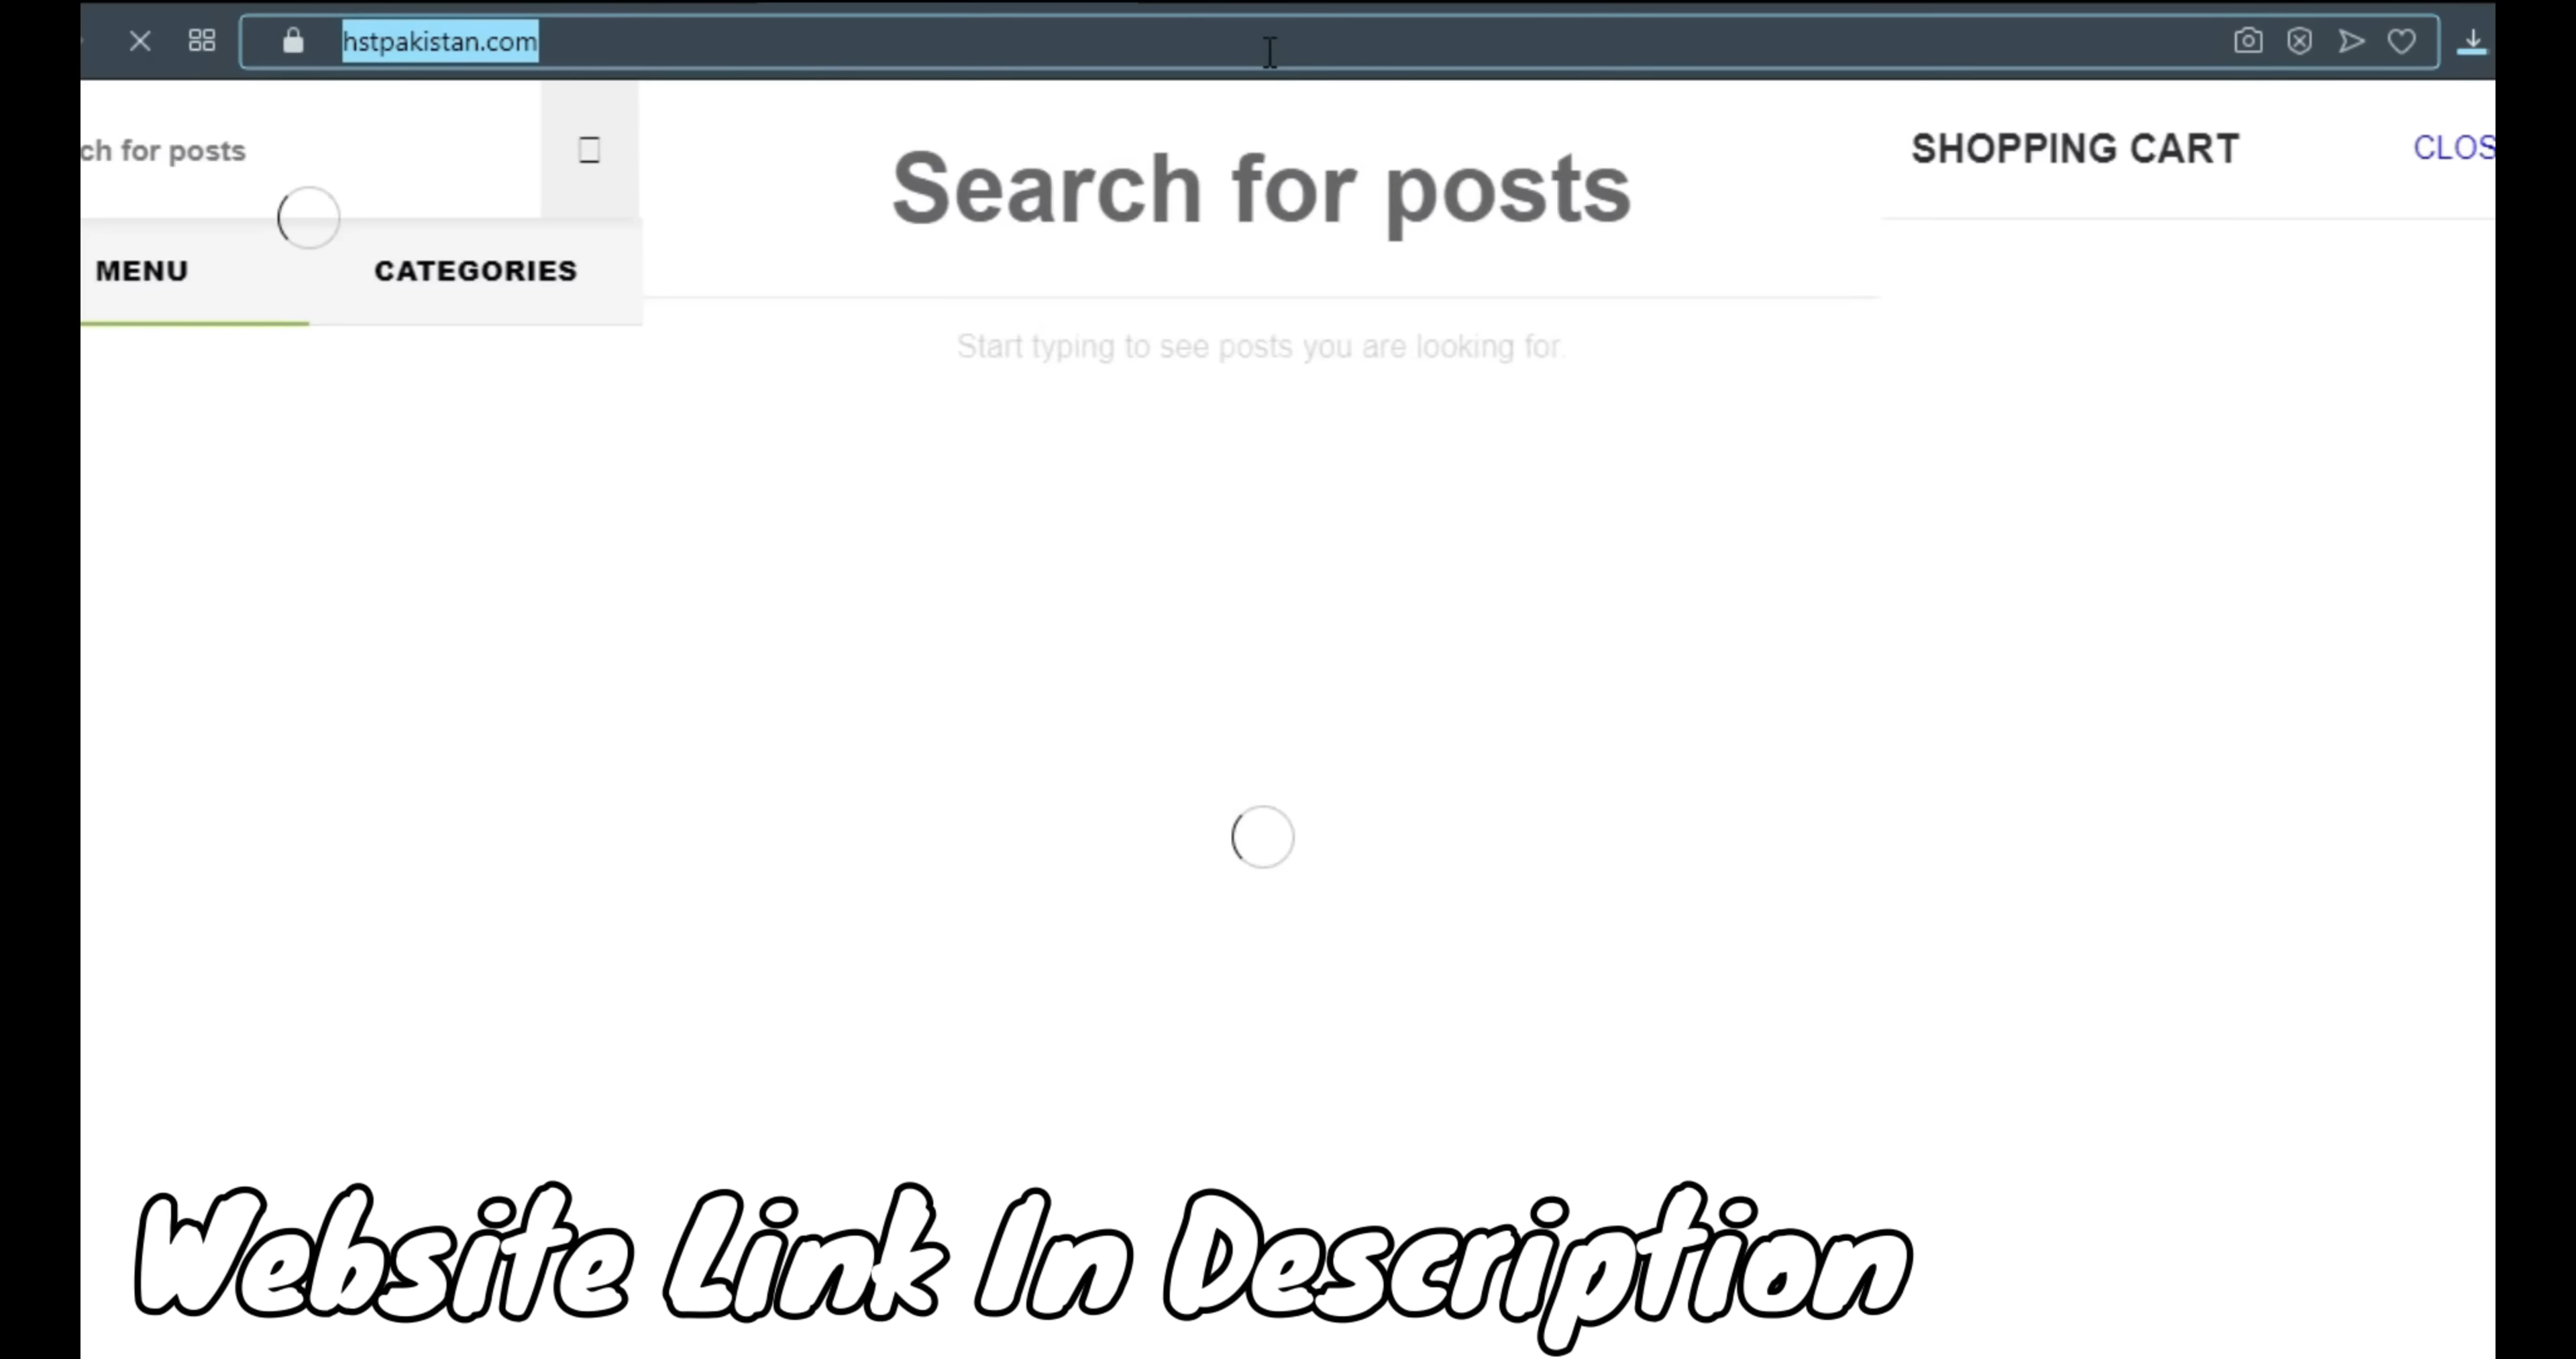 hstpakistan.com
ch for posts
Search for posts
SHOPPING CART
CLOS
MENU
CATEGORIES
Start typing to see posts you are looking for.
Website Link In Description